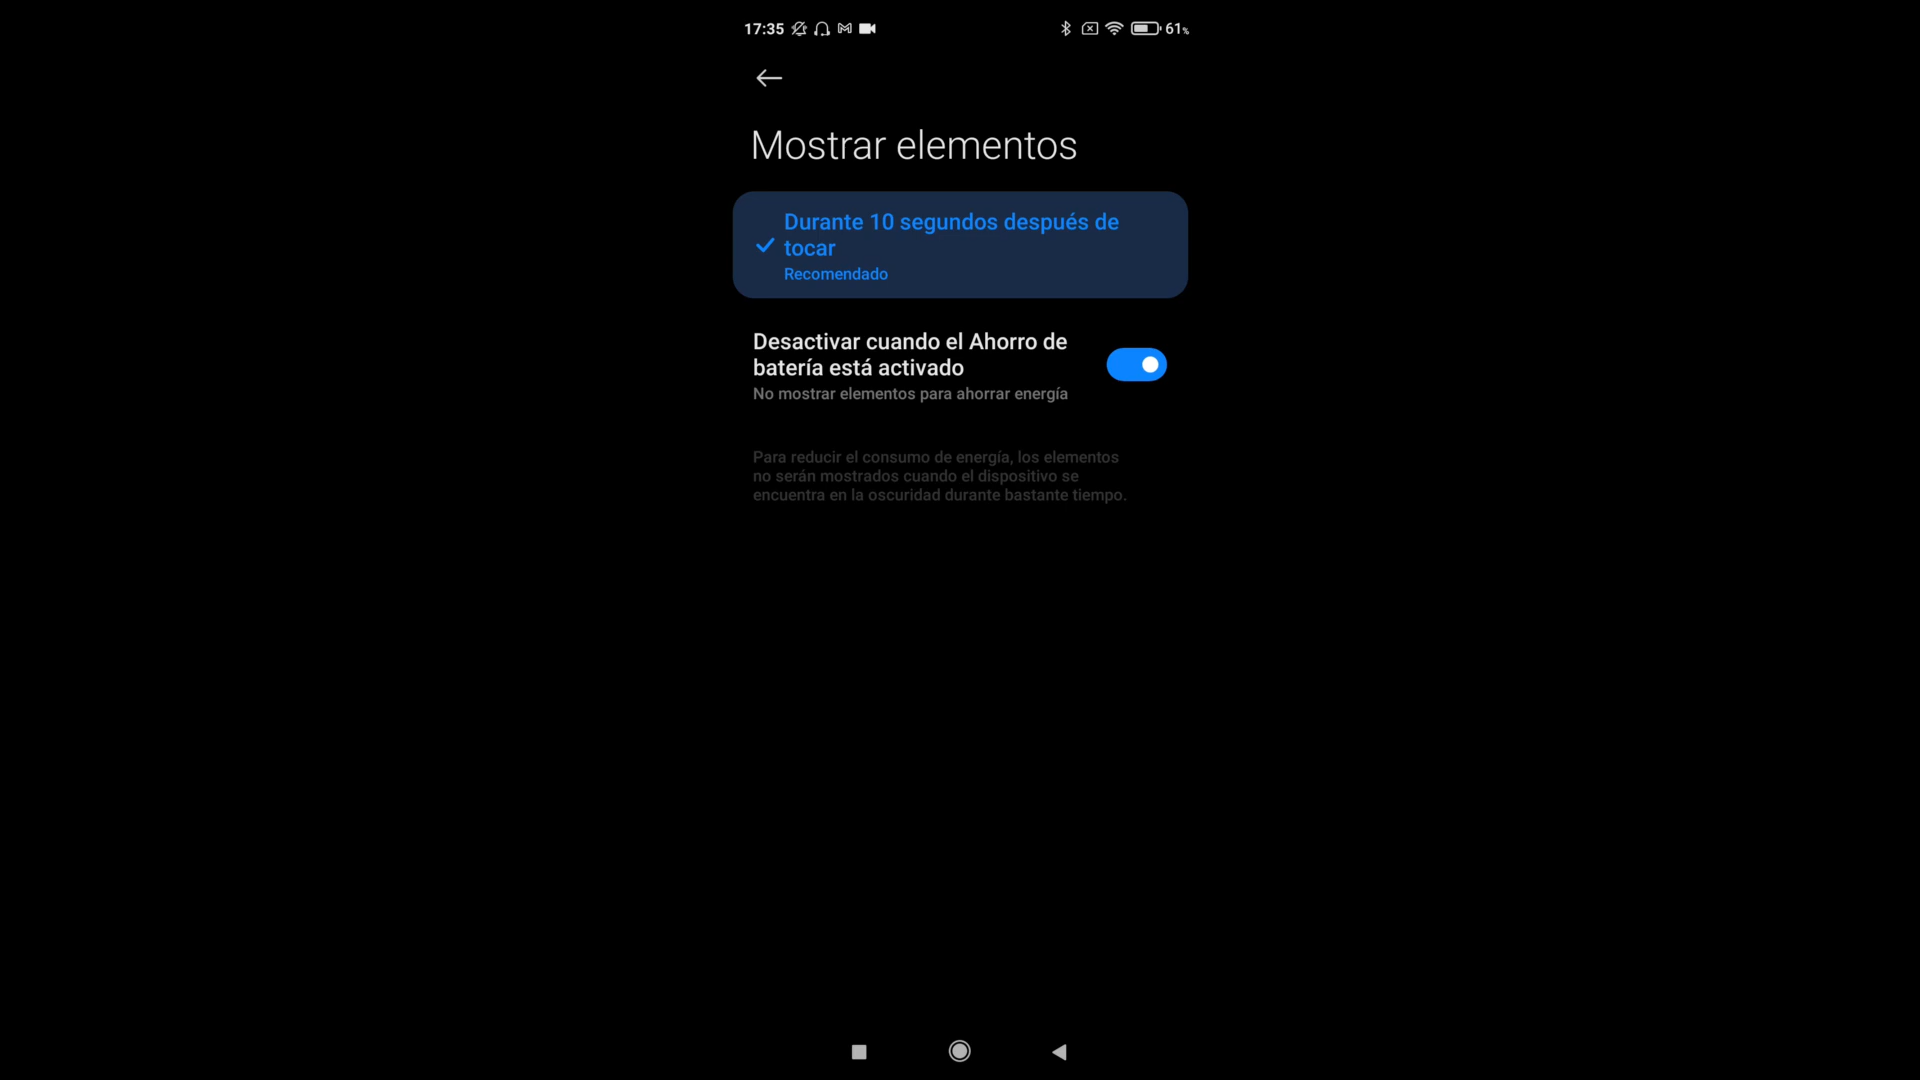 17:35
61%
Mostrar elementos
Durante 10 segundos después de
tocar
Recomendado
Desactivar cuando el Ahorro de
batería está activado
No mostrar elementos para ahorrar energía
Para reducir el consumo de energía, los elementos
no serán mostrados cuando el dispositivo se
encuentra en la oscuridad durante bastante tiempo.